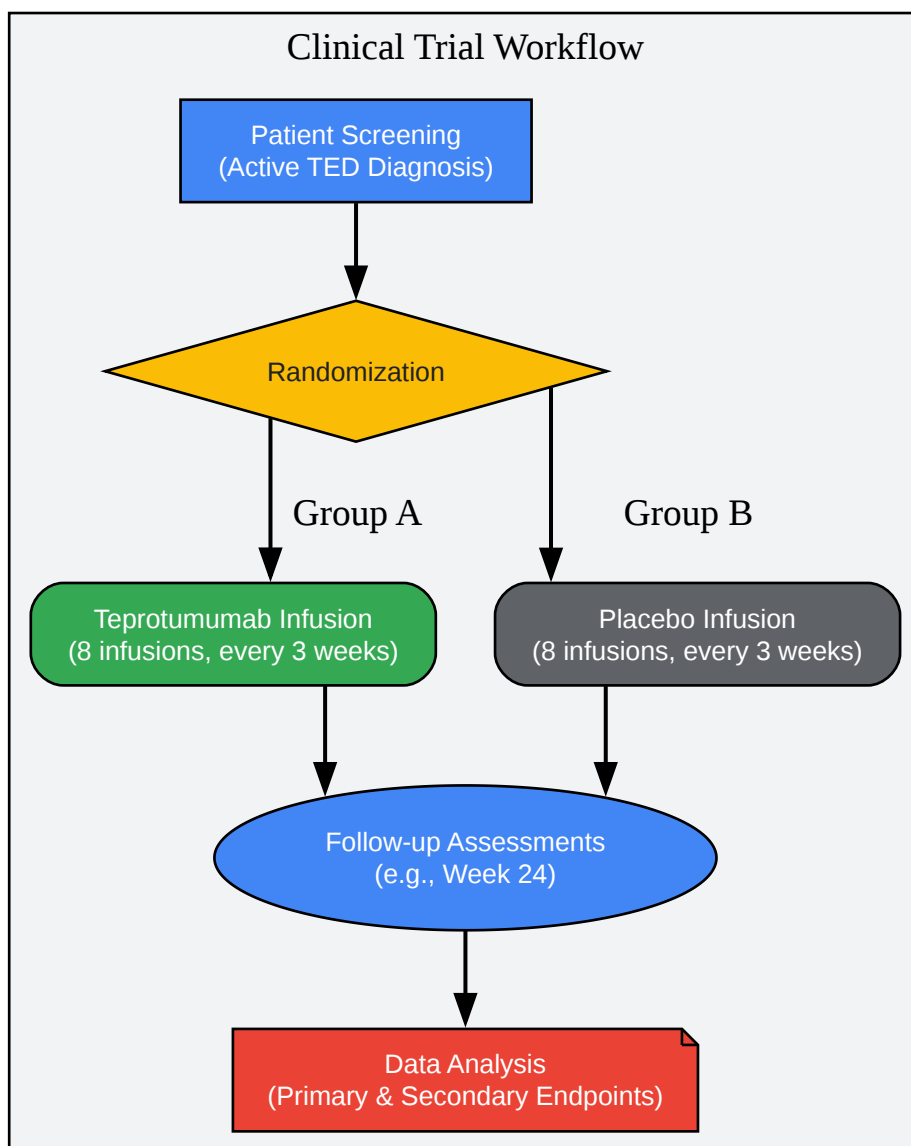 Clinical Trial Workflow
Patient Screening
(Active TED Diagnosis)
Randomization
Group A
Group B
Teprotumumab Infusion
(8 infusions, every 3 weeks)
Placebo Infusion
(8 infusions, every 3 weeks)
Follow-up Assessments
(e.g., Week 24)
Data Analysis
(Primary & Secondary Endpoints)